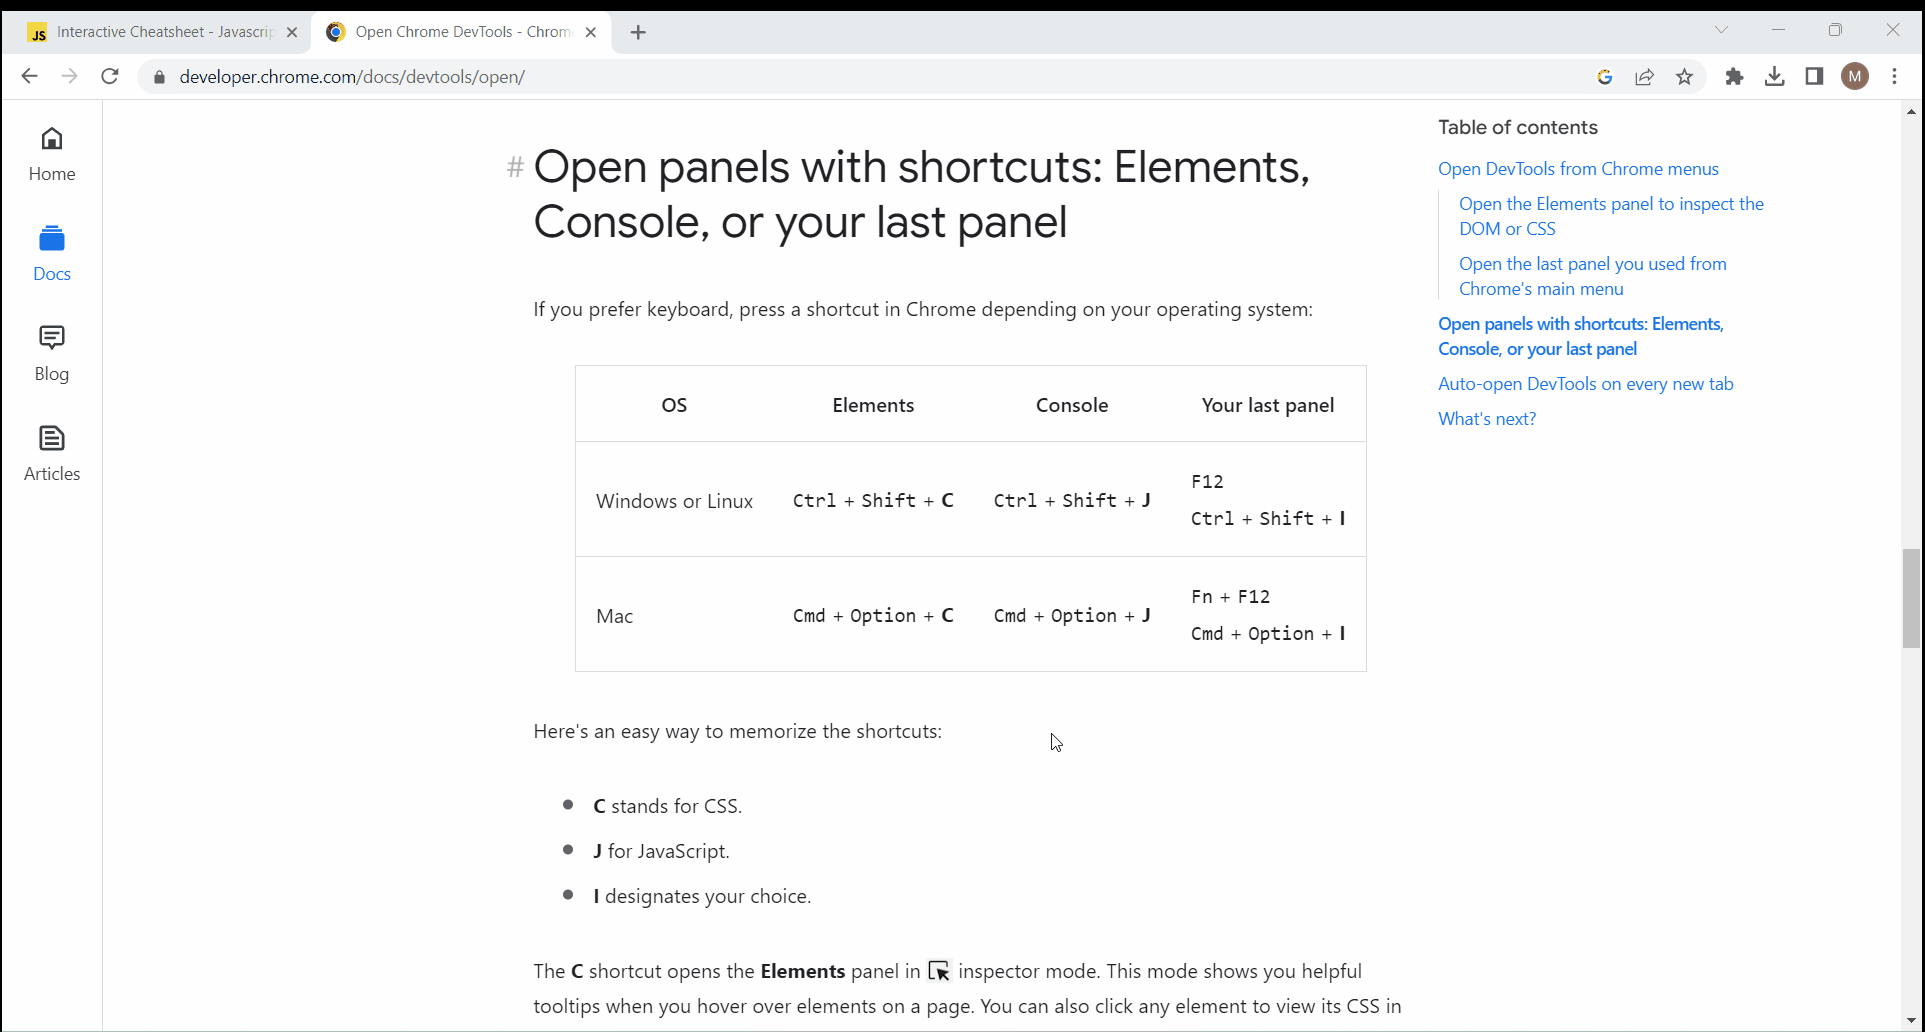 JS Interactive Cheatsheet - Javascrip
Open Chrome DevTools - Chrom
developer.chrome.com/docs/devtools/open/
M
Home
Docs
Blog
Articles
# Open panels with shortcuts: Elements,
Console, or your last panel
If you prefer keyboard, press a shortcut in Chrome depending on your operating system:
OS Elements Console Your last panel
Windows or Linux Ctrl + Shift + C Ctrl + Shift + J F12
Ctrl + Shift + I
Mac Cmd + Option + C Cmd + Option + J Fn + F12
Cmd + Option + I
Here's an easy way to memorize the shortcuts:
C stands for CSS.
J for JavaScript.
I designates your choice.
The C shortcut opens the Elements panel in inspector mode. This mode shows you helpful
tooltips when you hover over elements on a page. You can also click any element to view its CSS in
Table of contents
Open DevTools from Chrome menus
Open the Elements panel to inspect the
DOM or CSS
Open the last panel you used from
Chrome's main menu
Open panels with shortcuts: Elements,
Console, or your last panel
Auto-open DevTools on every new tab
What's next?